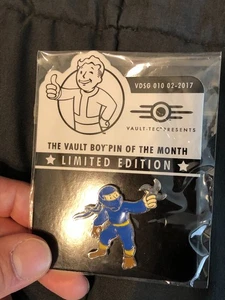 VDSG 010 02-2017
VAULT-TEC PRESENTS
THE VAULT BOY PIN OF THE MONTH
★ LIMITED EDITION ★